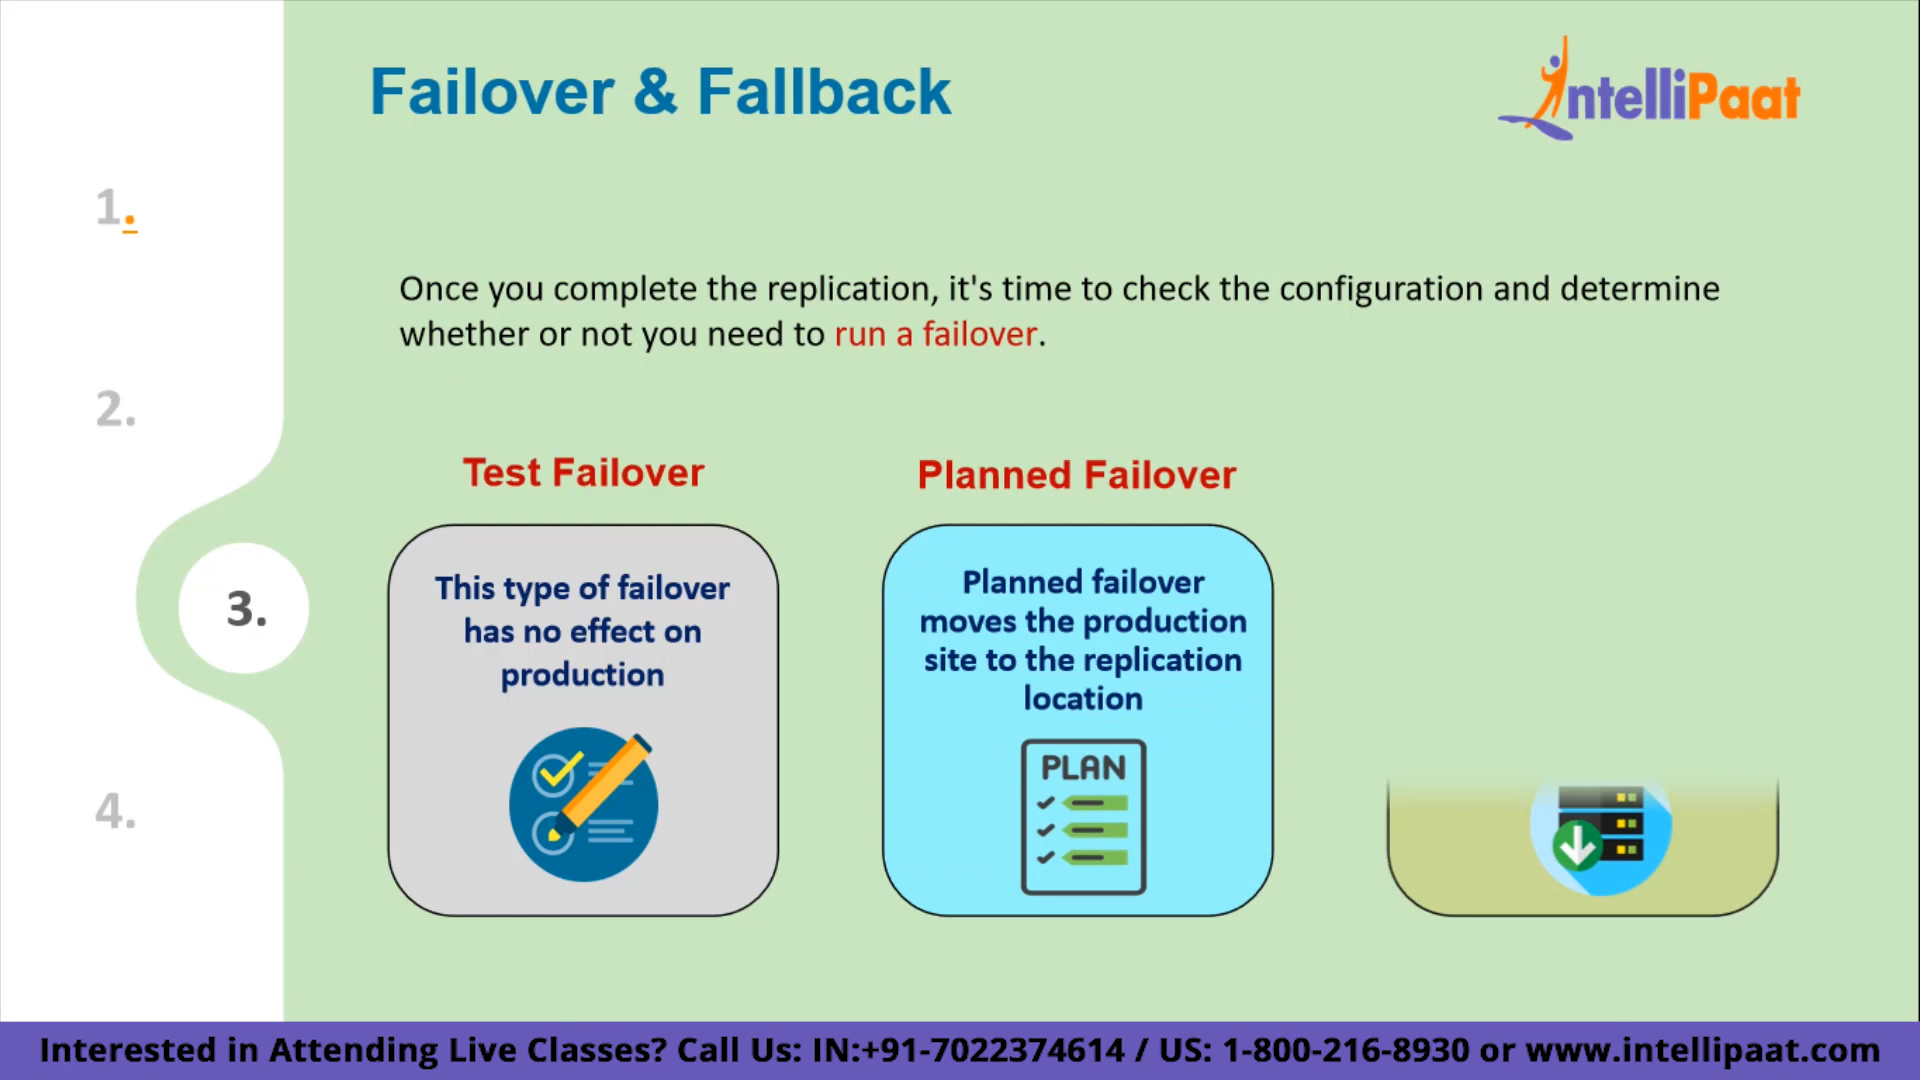 Failover & Fallback
IntelliPaat
1.
Once you complete the replication, it's time to check the configuration and determine
whether or not you need to run a failover.
2.
Test Failover
Planned Failover
3.
This type of failover
has no effect on
production
Planned failover
moves the production
site to the replication
location
PLAN
4.
Interested in Attending Live Classes? Call Us: IN:+91-7022374614 / US: 1-800-216-8930 or www.intellipaat.com